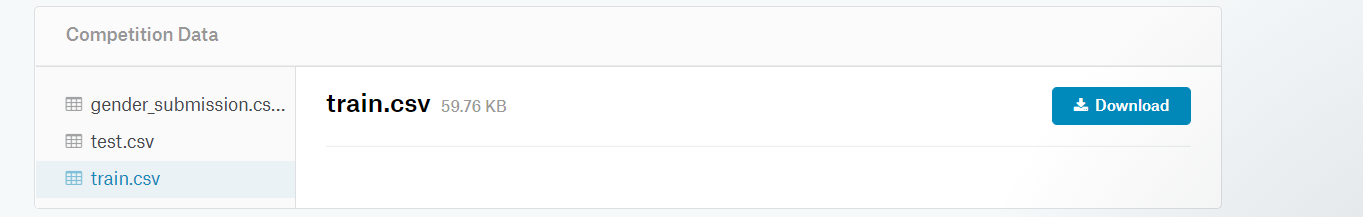 Competition Data
gender_submission.cs...
test.csv
train.csv
train.csv 59.76 KB
Download